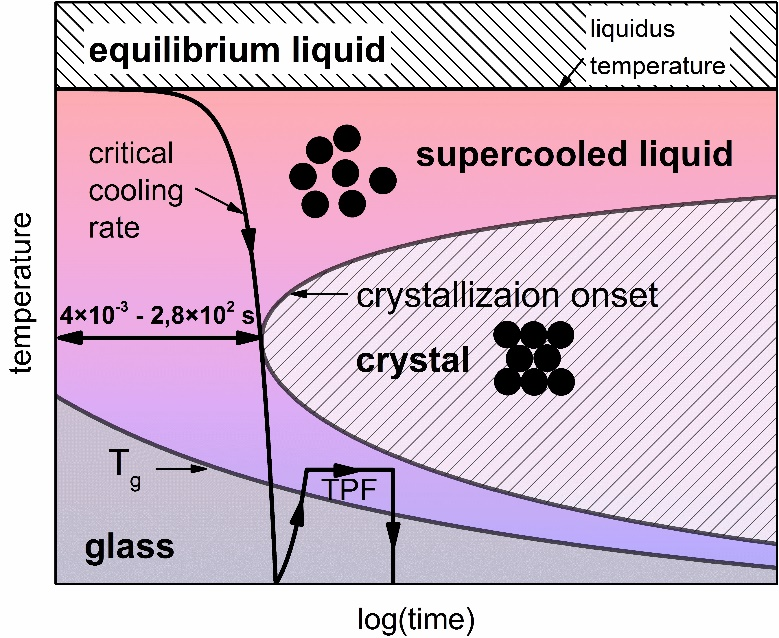 equilibrium liquid
liquidus
temperature
critical
cooling
rate
supercooled liquid
temperature
4×10⁻³ - 2,8×10² s
crystallizaion onset
crystal
Tg
TPF
glass
log(time)